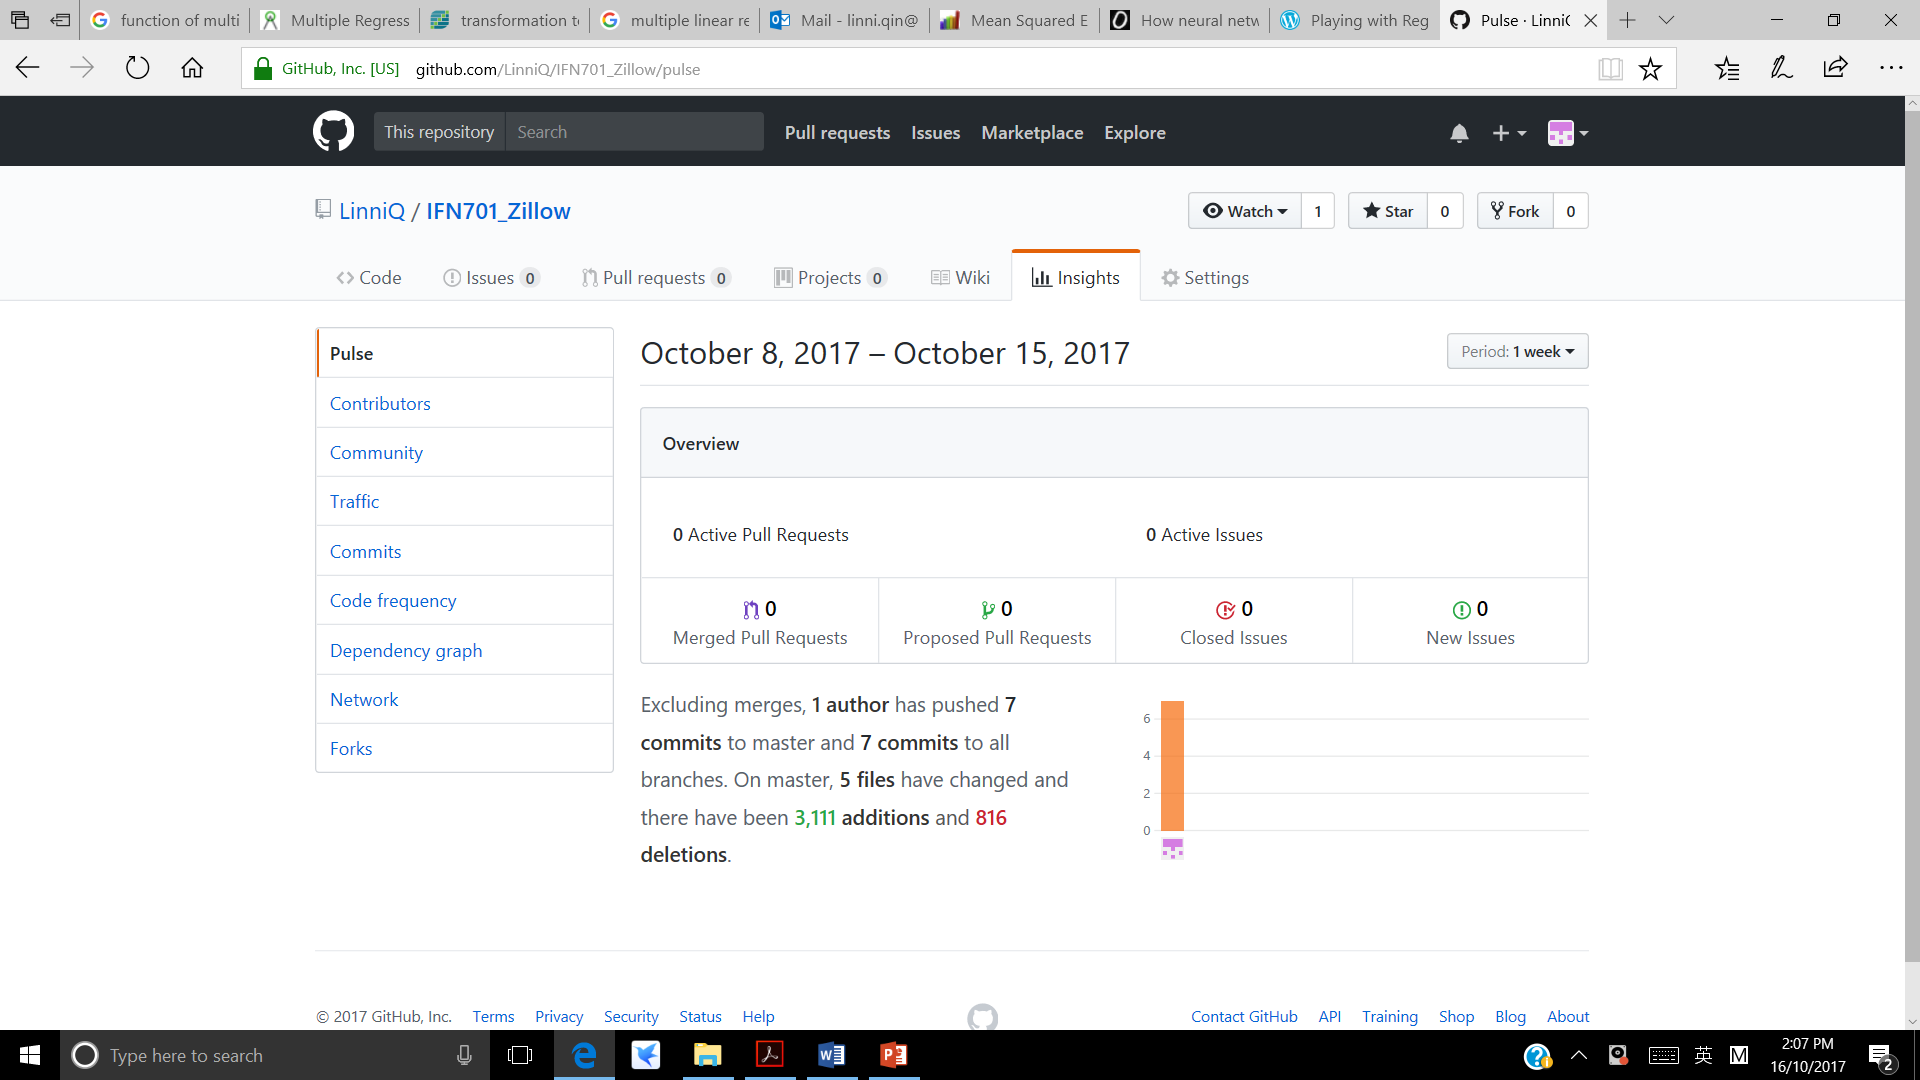 function of multi
Multiple Regress
transformation t
multiple linear re
Mail - linni.qin@
Mean Squared E
How neural netw
Playing with Reg
Pulse · Linni
GitHub, Inc. [US] github.com/LinniQ/IFN701_Zillow/pulse
This repository Search Pull requests Issues Marketplace Explore
LinniQ / IFN701_Zillow
Watch 1 Star 0 Fork 0
Code Issues 0 Pull requests 0 Projects 0 Wiki Insights Settings
Pulse
Contributors
Community
Traffic
Commits
Code frequency
Dependency graph
Network
Forks
October 8, 2017 – October 15, 2017
Period: 1 week
Overview
0 Active Pull Requests
0 Active Issues
0
Merged Pull Requests
0
Proposed Pull Requests
0
Closed Issues
0
New Issues
Excluding merges, 1 author has pushed 7
commits to master and 7 commits to all
branches. On master, 5 files have changed and
there have been 3,111 additions and 816
deletions.
6
4
2
0
© 2017 GitHub, Inc. Terms Privacy Security Status Help
Contact GitHub API Training Shop Blog About
Type here to search
英
M
2:07 PM
16/10/2017
2